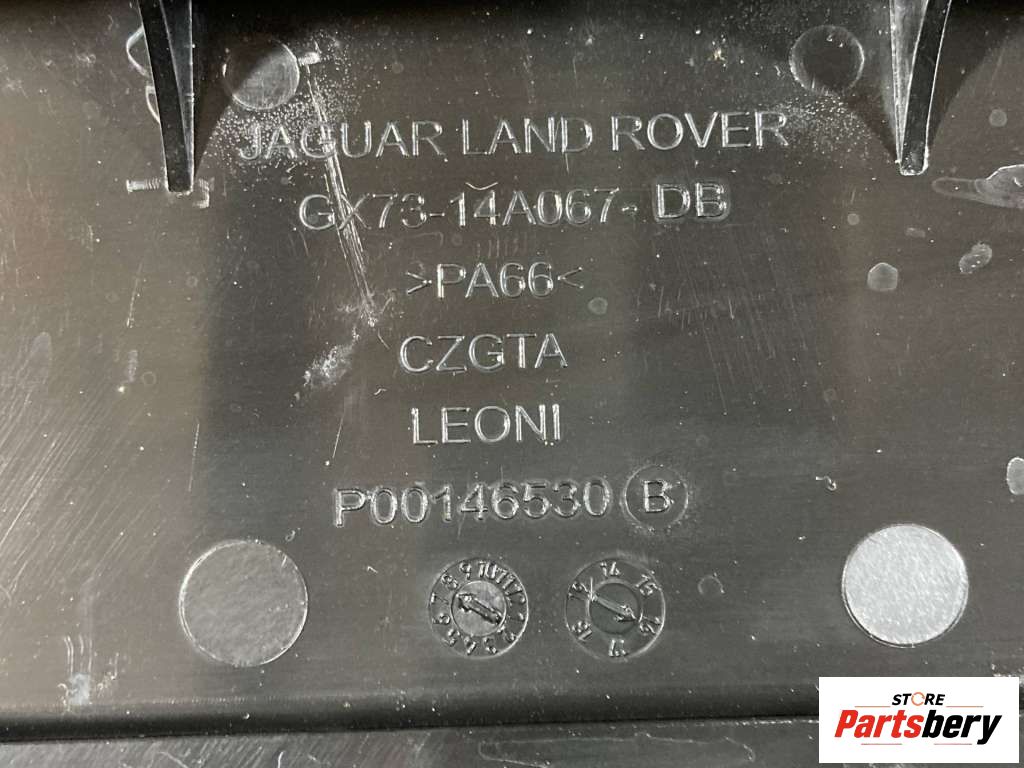 JAGUAR LAND ROVER
GX73-14A067-DB
>PA66<
CZGTA
LEONI
P00146530 B
STORE
Partsbery